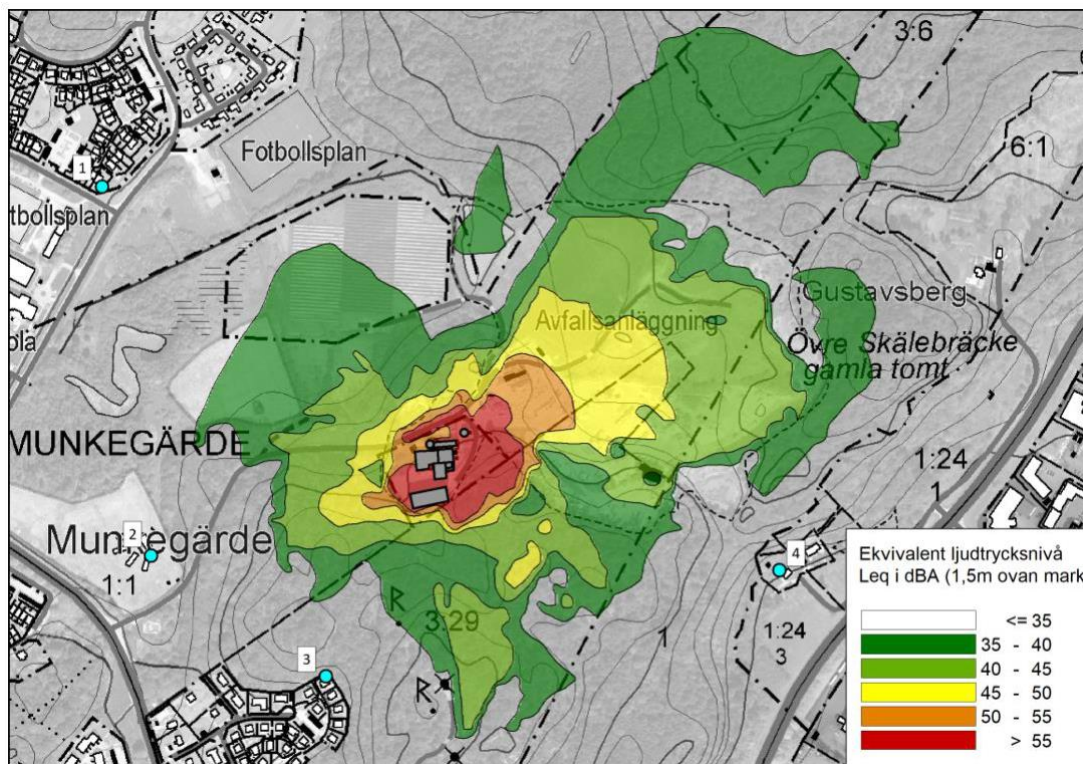 3:6
6:1
Fotbollsplan
1
tbollsplan
Gustavsberg
Avfallsanläggning
Övre Skälebräcke
gamla tomt
ola
MUNKEGÄRDE
1:24
1
2
Munkegärde
1:1
4
R
3:29
1
1:24
3
3
R
Ekvivalent ljudtrycksnivå
Leq i dBA (1,5m ovan mark
<= 35
35 - 40
40 - 45
45 - 50
50 - 55
> 55